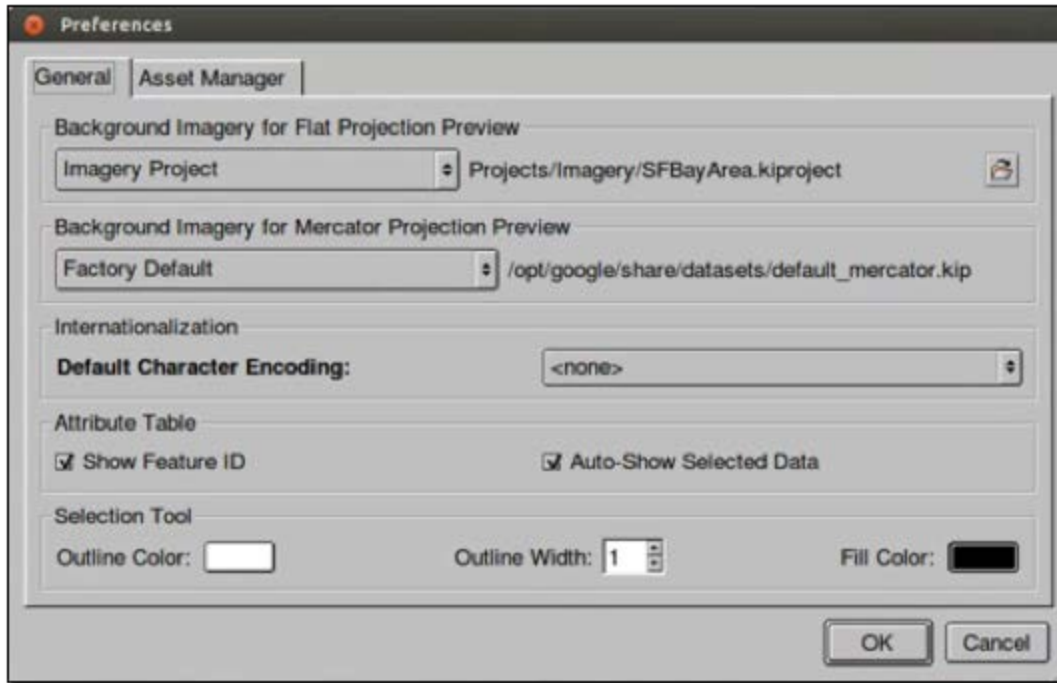 Preferences
General Asset Manager
Background Imagery for Flat Projection Preview
Imagery Project Projects/Imagery/SFBayArea.kiproject
Background Imagery for Mercator Projection Preview
Factory Default /opt/google/share/datasets/default_mercator.kip
Internationalization
Default Character Encoding: <none>
Attribute Table
Show Feature ID Auto-Show Selected Data
Selection Tool
Outline Color: Outline Width: 1 Fill Color:
OK Cancel